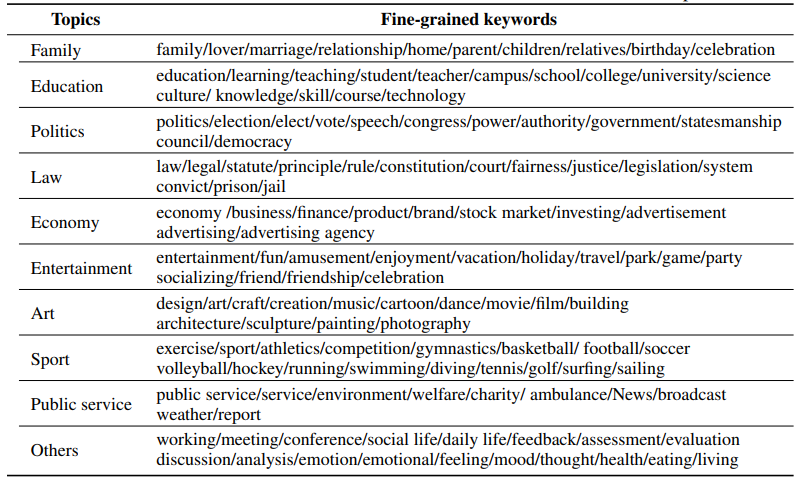 Topics Fine-grained keywords
Family family/lover/marriage/relationship/home/parent/children/relatives/birthday/celebration
Education education/learning/teaching/student/teacher/campus/school/college/university/science
culture/ knowledge/skill/course/technology
Politics politics/election/elect/vote/speech/congress/power/authority/government/statesmanship
council/democracy
Law law/legal/statute/principle/rule/constitution/court/fairness/justice/legislation/system
convict/prison/jail
Economy economy /business/finance/product/brand/stock market/investing/advertisement
advertising/advertising agency
Entertainment entertainment/fun/amusement/enjoyment/vacation/holiday/travel/park/game/party
socializing/friend/friendship/celebration
Art design/art/craft/creation/music/cartoon/dance/movie/film/building
architecture/sculpture/painting/photography
Sport exercise/sport/athletics/competition/gymnastics/basketball/ football/soccer
volleyball/hockey/running/swimming/diving/tennis/golf/surfing/sailing
Public service public service/service/environment/welfare/charity/ ambulance/News/broadcast
weather/report
Others working/meeting/conference/social life/daily life/feedback/assessment/evaluation
discussion/analysis/emotion/emotional/feeling/mood/thought/health/eating/living